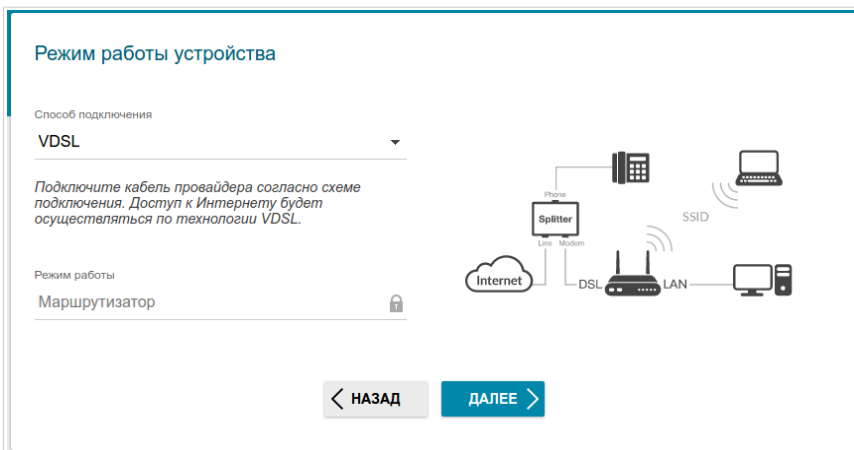 Режим работы устройства
Способ подключения
VDSL
Подключите кабель провайдера согласно схеме
подключения. Доступ к Интернету будет
осуществляться по технологии VDSL.
Режим работы
Маршрутизатор
Phone
Splitter
Line Modem
SSID
Internet
DSL
LAN
НАЗАД
ДАЛЕЕ